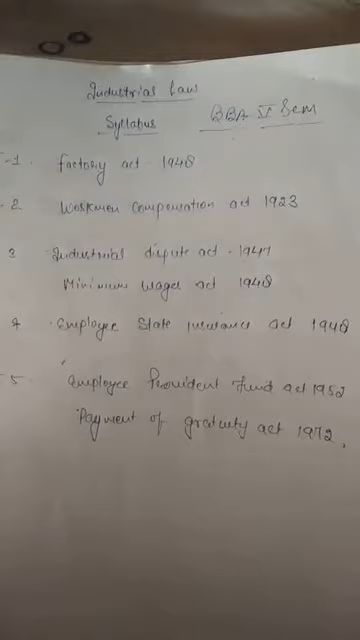 Industrial Law
Syllabus BBA VI Sem
-1. Factory act 1948
2 Workmen Compensation act 1923
3 Industrial dispute act - 1947
Minimum wages act 1948
4 Employee State Insurance act 1948
5. Employee Provident Fund act 1952
Payment of gratuity act 1972.